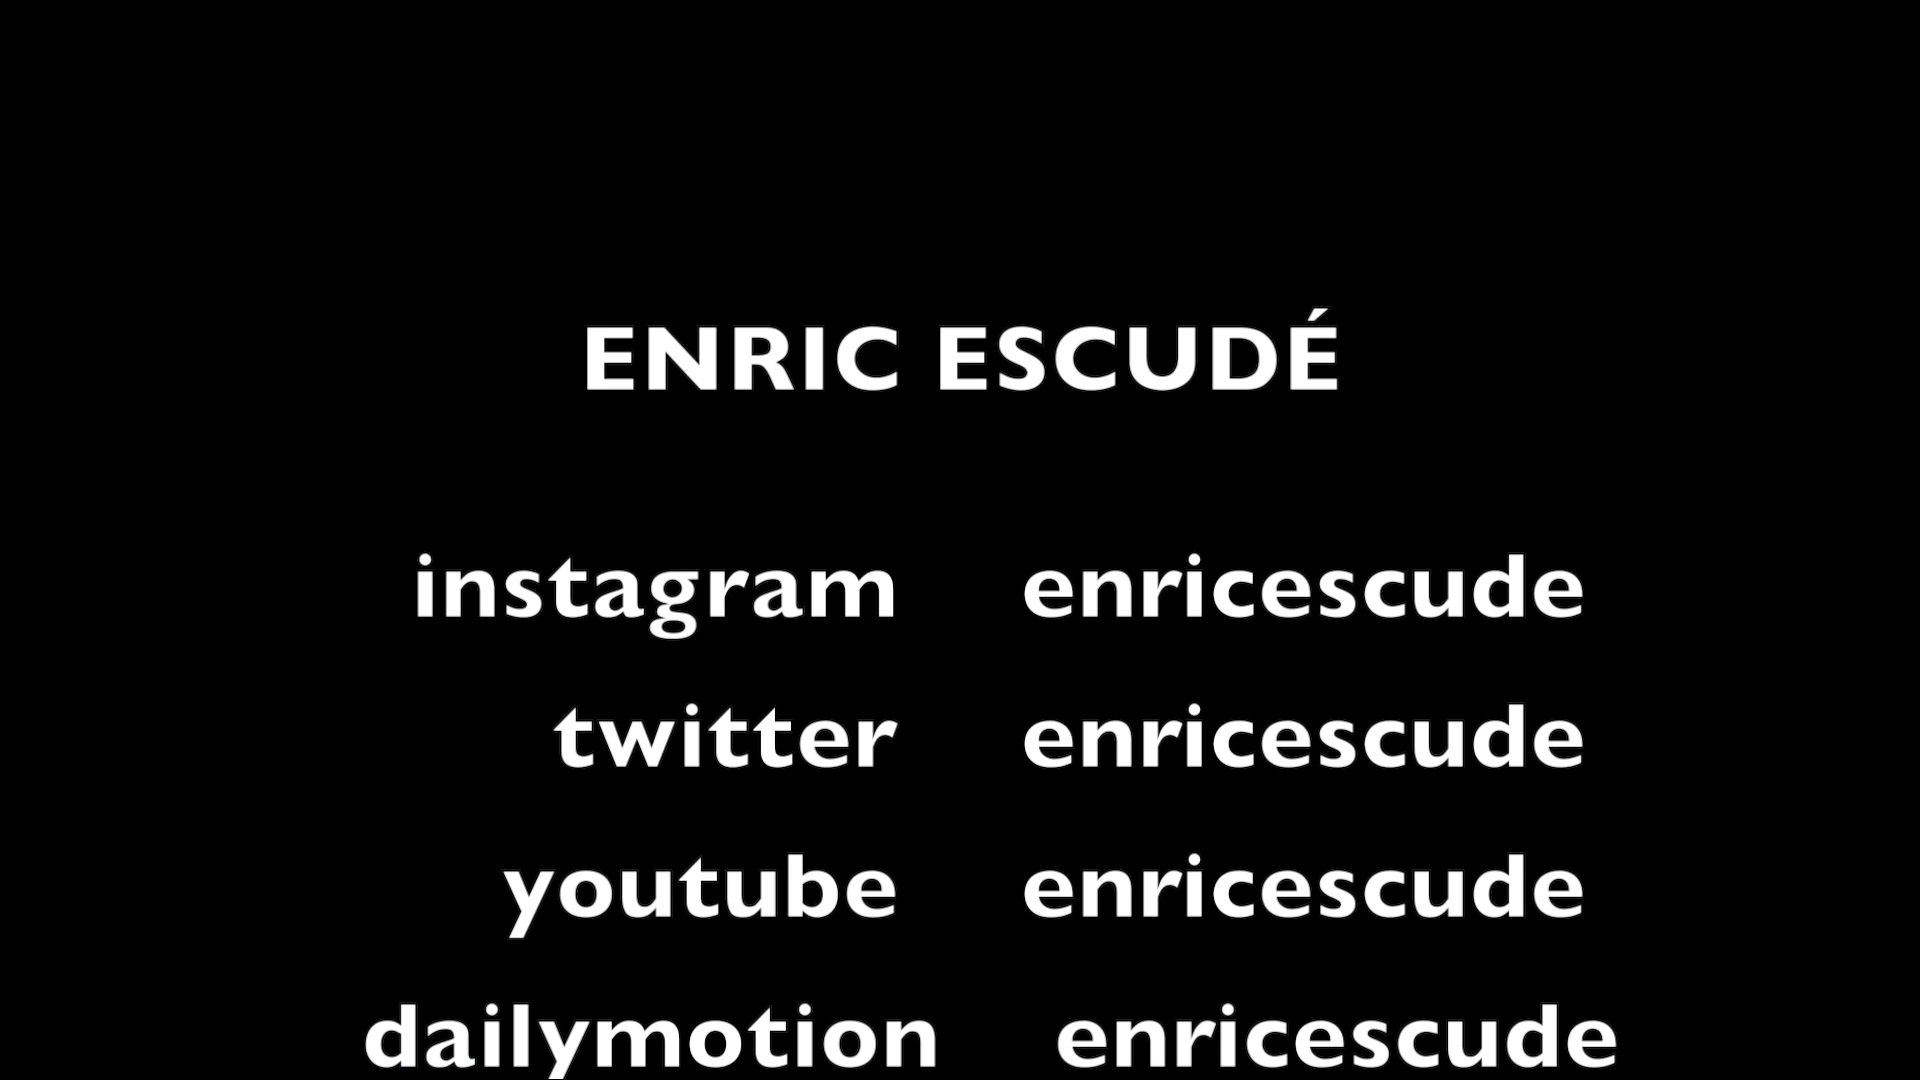 ENRIC ESCUDÉ
instagram enricescude
twitter enricescude
youtube enricescude
dailymotion enricescude